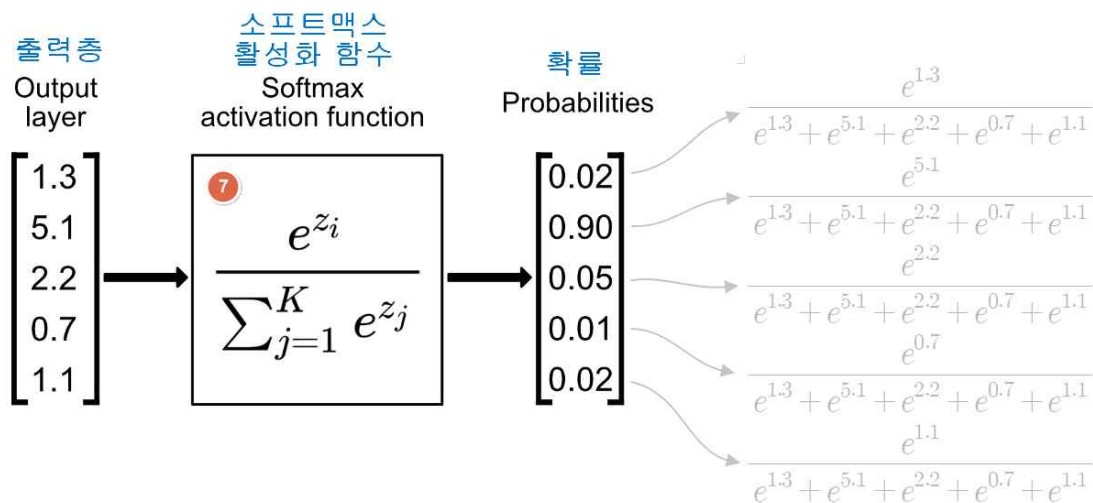 출력층
Output
layer
1.3
5.1
2.2
0.7
1.1
소프트맥스
활성화 함수
Softmax
activation function
7
e^{z_i}
∑_{j=1}^{K} e^{z_j}
확률
Probabilities
0.02
0.90
0.05
0.01
0.02
e^{1.3}
e^{1.3} + e^{5.1} + e^{2.2} + e^{0.7} + e^{1.1}
e^{5.1}
e^{1.3} + e^{5.1} + e^{2.2} + e^{0.7} + e^{1.1}
e^{2.2}
e^{1.3} + e^{5.1} + e^{2.2} + e^{0.7} + e^{1.1}
e^{0.7}
e^{1.3} + e^{5.1} + e^{2.2} + e^{0.7} + e^{1.1}
e^{1.1}
e^{1.3} + e^{5.1} + e^{2.2} + e^{0.7} + e^{1.1}